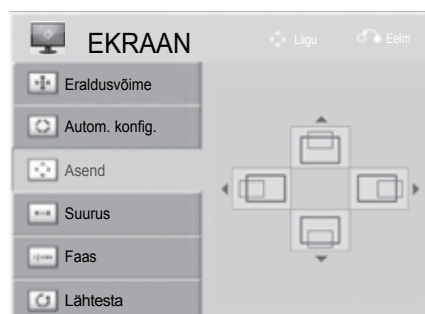 EKRAAN
Liigu
Eelm
Eraldusvõime
Autom. konfig.
Asend
Suurus
Faas
Lähtesta